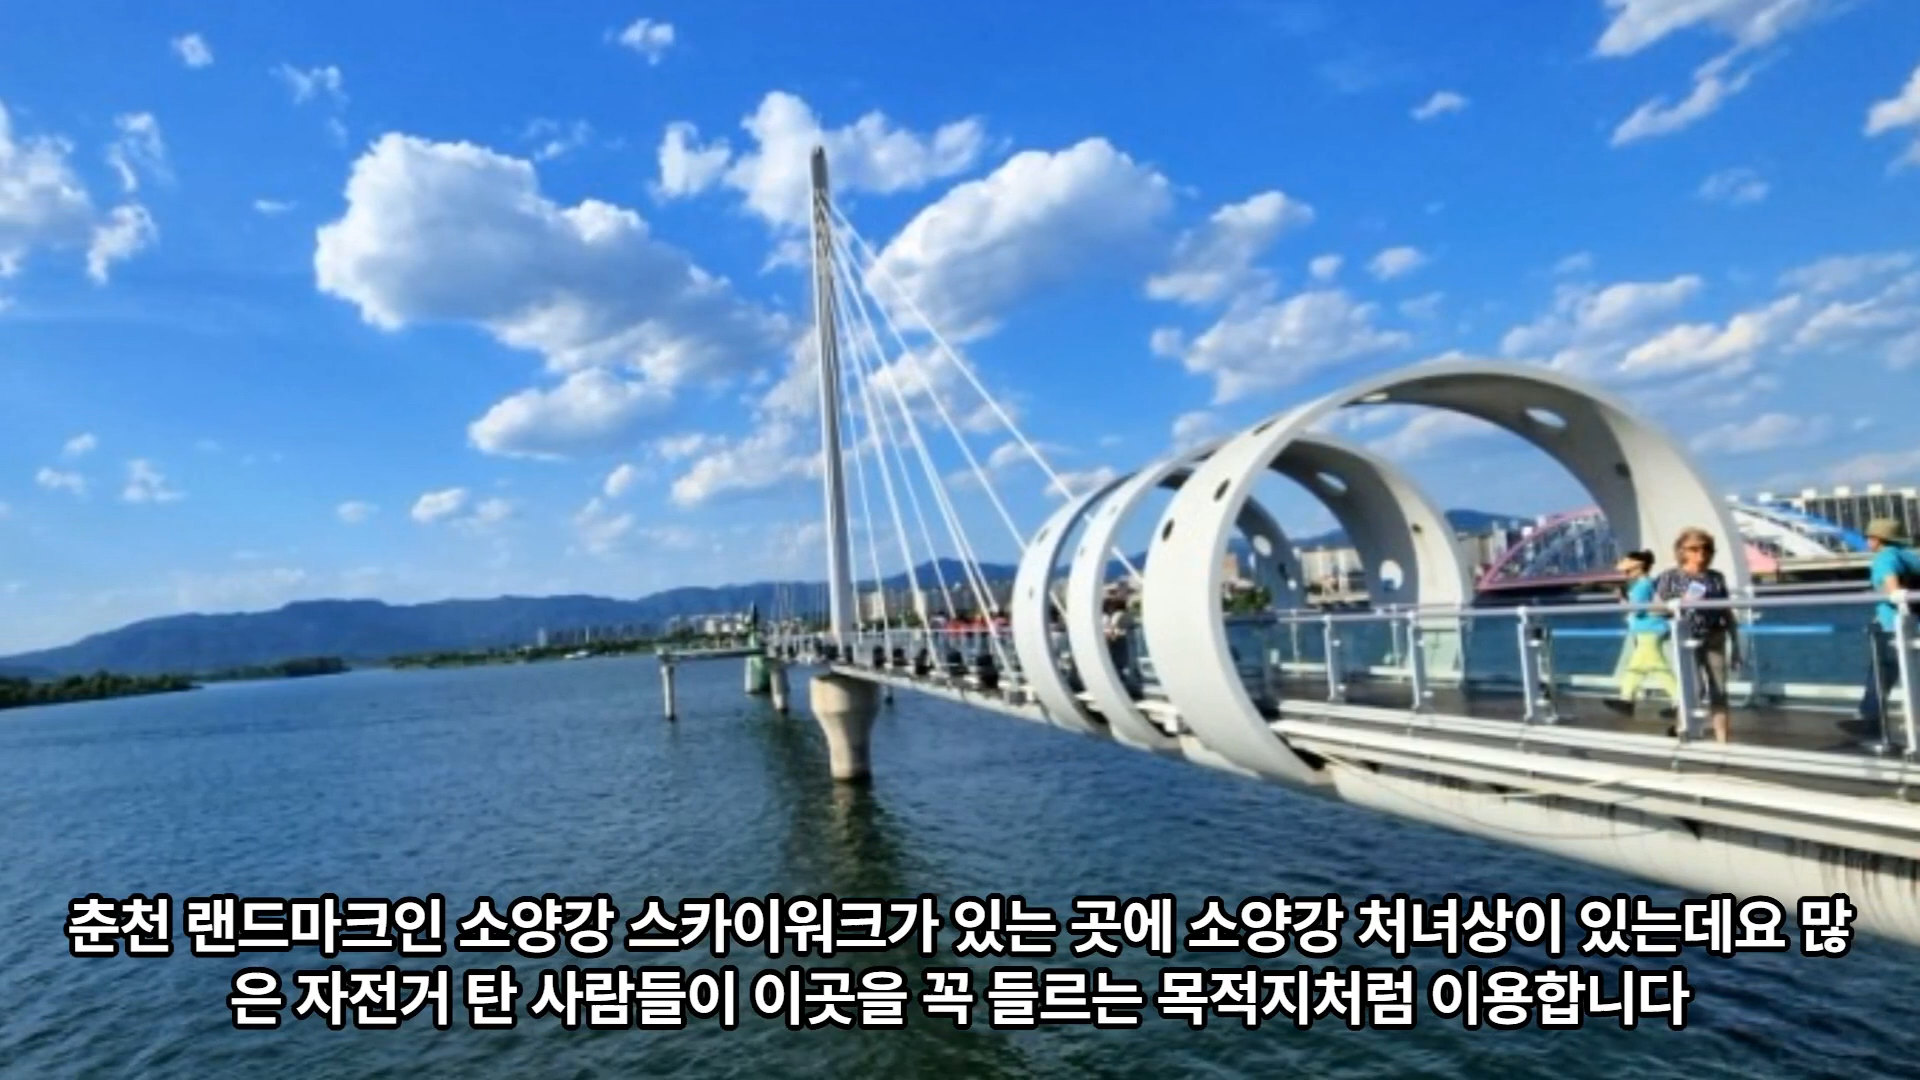 춘천 랜드마크인 소양강 스카이워크가 있는 곳에 소양강 처녀상이 있는데요 많
은 자전거 탄 사람들이 이곳을 꼭 들르는 목적지처럼 이용합니다